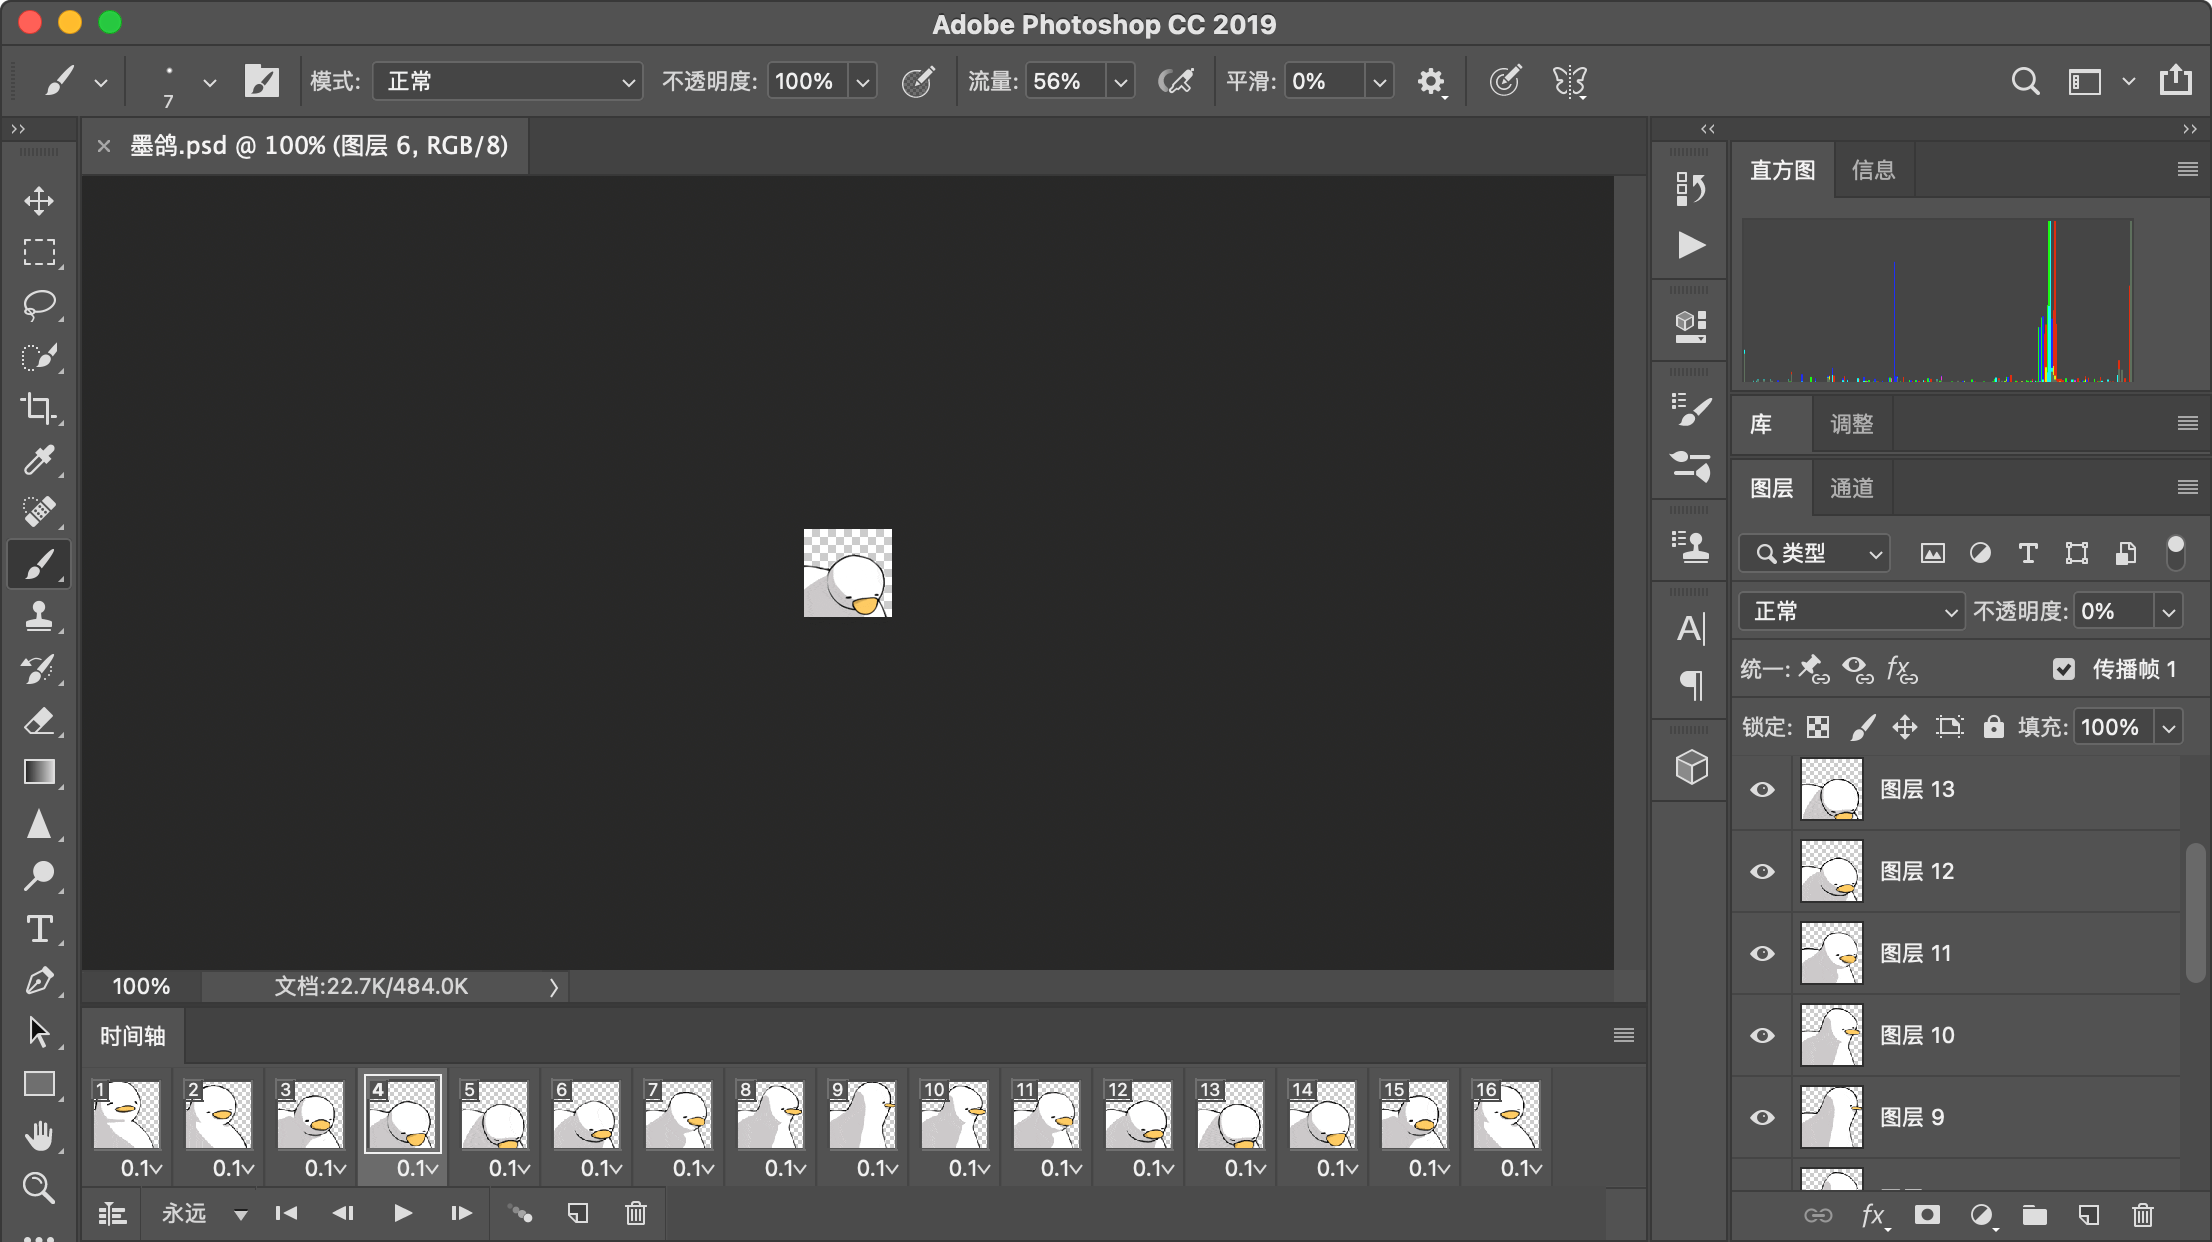 Adobe Photoshop CC 2019
7
模式: 正常
不透明度: 100%
流量: 56%
平滑: 0%
墨鸽.psd @ 100% (图层 6, RGB/8)
直方图 信息
库 调整
图层 通道
类型
正常 不透明度: 0%
统一: 传播帧 1
锁定: 填充: 100%
图层 13
图层 12
图层 11
图层 10
图层 9
100% 文档:22.7K/484.0K
时间轴
1 2 3 4 5 6 7 8 9 10 11 12 13 14 15 16
0.1 0.1 0.1 0.1 0.1 0.1 0.1 0.1 0.1 0.1 0.1 0.1 0.1 0.1 0.1 0.1
永远